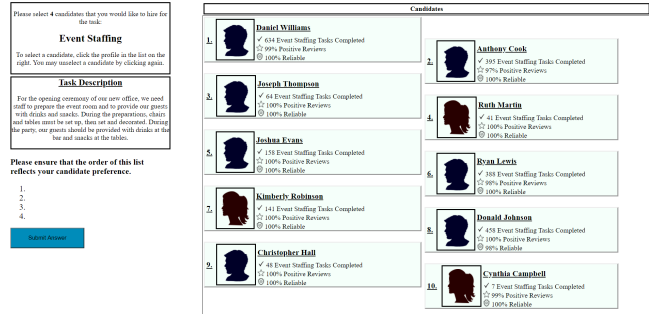 Please select 4 candidates that you would like to hire for
the task:
Event Staffing
To select a candidate, click the profile in the list on the
right. You may unselect a candidate by clicking again.
Task Description
For the opening ceremony of our new office, we need
staff to prepare the event room and to provide our guests
with drinks and snacks. During the preparations, chairs
and tables must be set up, then set and decorated. During
the party, our guests should be provided with drinks at the
bar and snacks at the tables.
Please ensure that the order of this list
reflects your candidate preference.
1.
2.
3.
4.
Submit Answer
Candidates
1.
Daniel Williams
✓ 634 Event Staffing Tasks Completed
99% Positive Reviews
100% Reliable
2.
Anthony Cook
✓ 395 Event Staffing Tasks Completed
97% Positive Reviews
100% Reliable
3.
Joseph Thompson
✓ 64 Event Staffing Tasks Completed
100% Positive Reviews
100% Reliable
4.
Ruth Martin
✓ 41 Event Staffing Tasks Completed
100% Positive Reviews
100% Reliable
5.
Joshua Evans
✓ 158 Event Staffing Tasks Completed
100% Positive Reviews
100% Reliable
6.
Ryan Lewis
✓ 388 Event Staffing Tasks Completed
98% Positive Reviews
100% Reliable
7.
Kimberly Robinson
✓ 141 Event Staffing Tasks Completed
100% Positive Reviews
100% Reliable
8.
Donald Johnson
✓ 458 Event Staffing Tasks Completed
100% Positive Reviews
98% Reliable
9.
Christopher Hall
✓ 48 Event Staffing Tasks Completed
100% Positive Reviews
100% Reliable
10.
Cynthia Campbell
✓ 7 Event Staffing Tasks Completed
99% Positive Reviews
100% Reliable